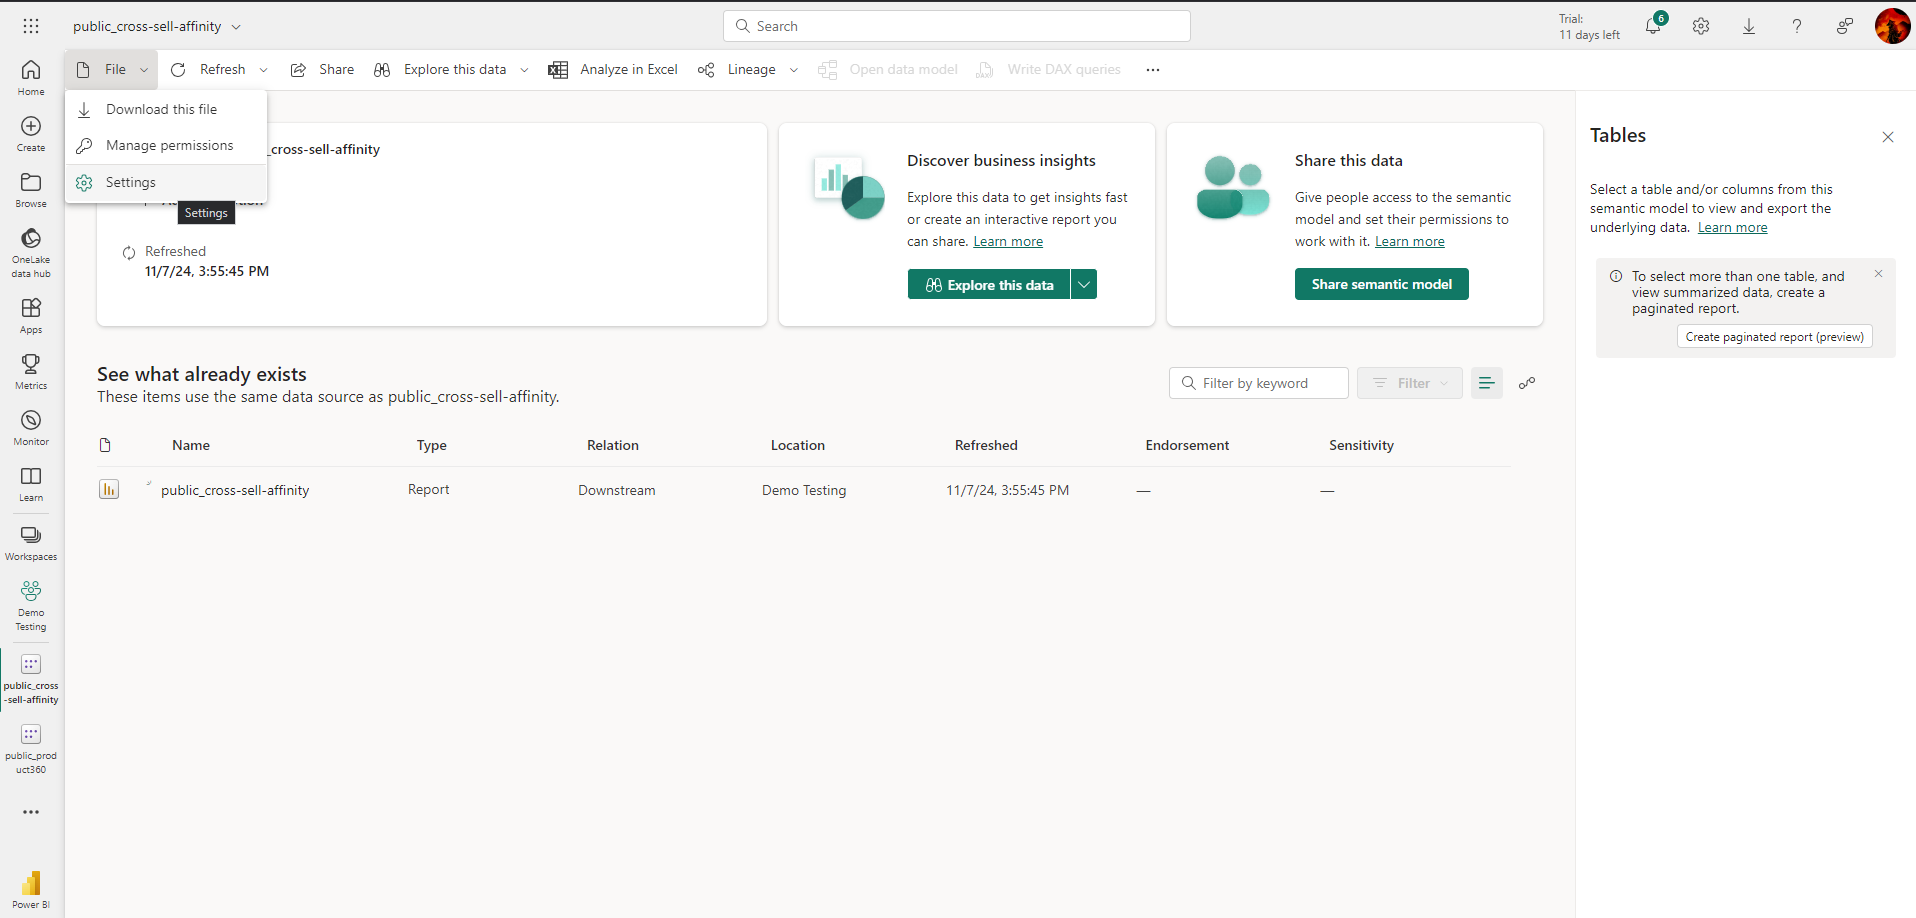 public_cross-sell-affinity
Search
Trial:
11 days left
6
File
Refresh
Share
Explore this data
Analyze in Excel
Lineage
Open data model
Write DAX queries
Home
Create
Browse
OneLake
data hub
Apps
Metrics
Monitor
Learn
Workspaces
Demo
Testing
public_cross
-sell-affinity
public_prod
uct360
Power BI
Download this file
Manage permissions
Settings
Settings
_cross-sell-affinity
Refreshed
11/7/24, 3:55:45 PM
Discover business insights
Explore this data to get insights fast
or create an interactive report you
can share. Learn more
Explore this data
Share this data
Give people access to the semantic
model and set their permissions to
work with it. Learn more
Share semantic model
See what already exists
These items use the same data source as public_cross-sell-affinity.
Filter by keyword
Filter
Name Type Relation Location Refreshed Endorsement Sensitivity
public_cross-sell-affinity Report Downstream Demo Testing 11/7/24, 3:55:45 PM — —
Tables
Select a table and/or columns from this
semantic model to view and export the
underlying data. Learn more
To select more than one table, and
view summarized data, create a
paginated report.
Create paginated report (preview)